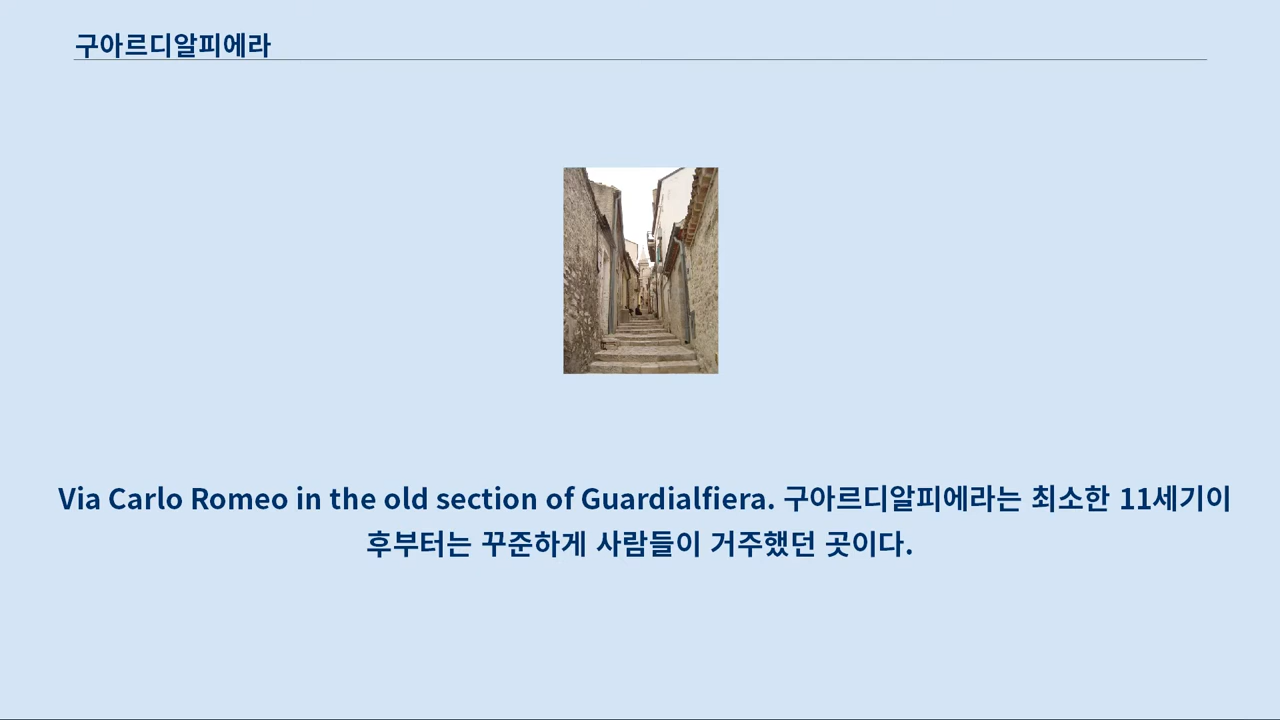 구아르디알피에라
Via Carlo Romeo in the old section of Guardialfiera. 구아르디알피에라는 최소한 11세기이
후부터는 꾸준하게 사람들이 거주했던 곳이다.